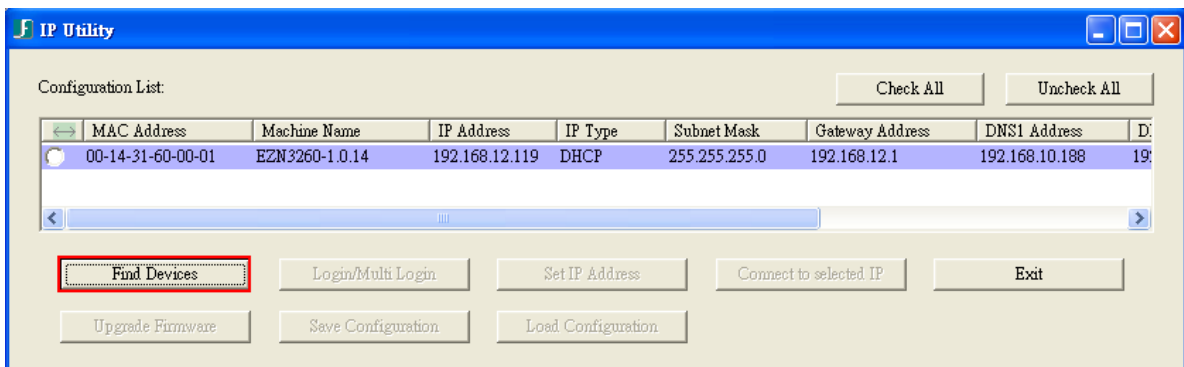 IP Utility
Configuration List: Check All Uncheck All
MAC Address Machine Name IP Address IP Type Subnet Mask Gateway Address DNS1 Address
00-14-31-60-00-01 EZN3260-1.0.14 192.168.12.119 DHCP 255.255.255.0 192.168.12.1 192.168.10.188
Find Devices Login/Multi Login Set IP Address Connect to selected IP Exit
Upgrade Firmware Save Configuration Load Configuration